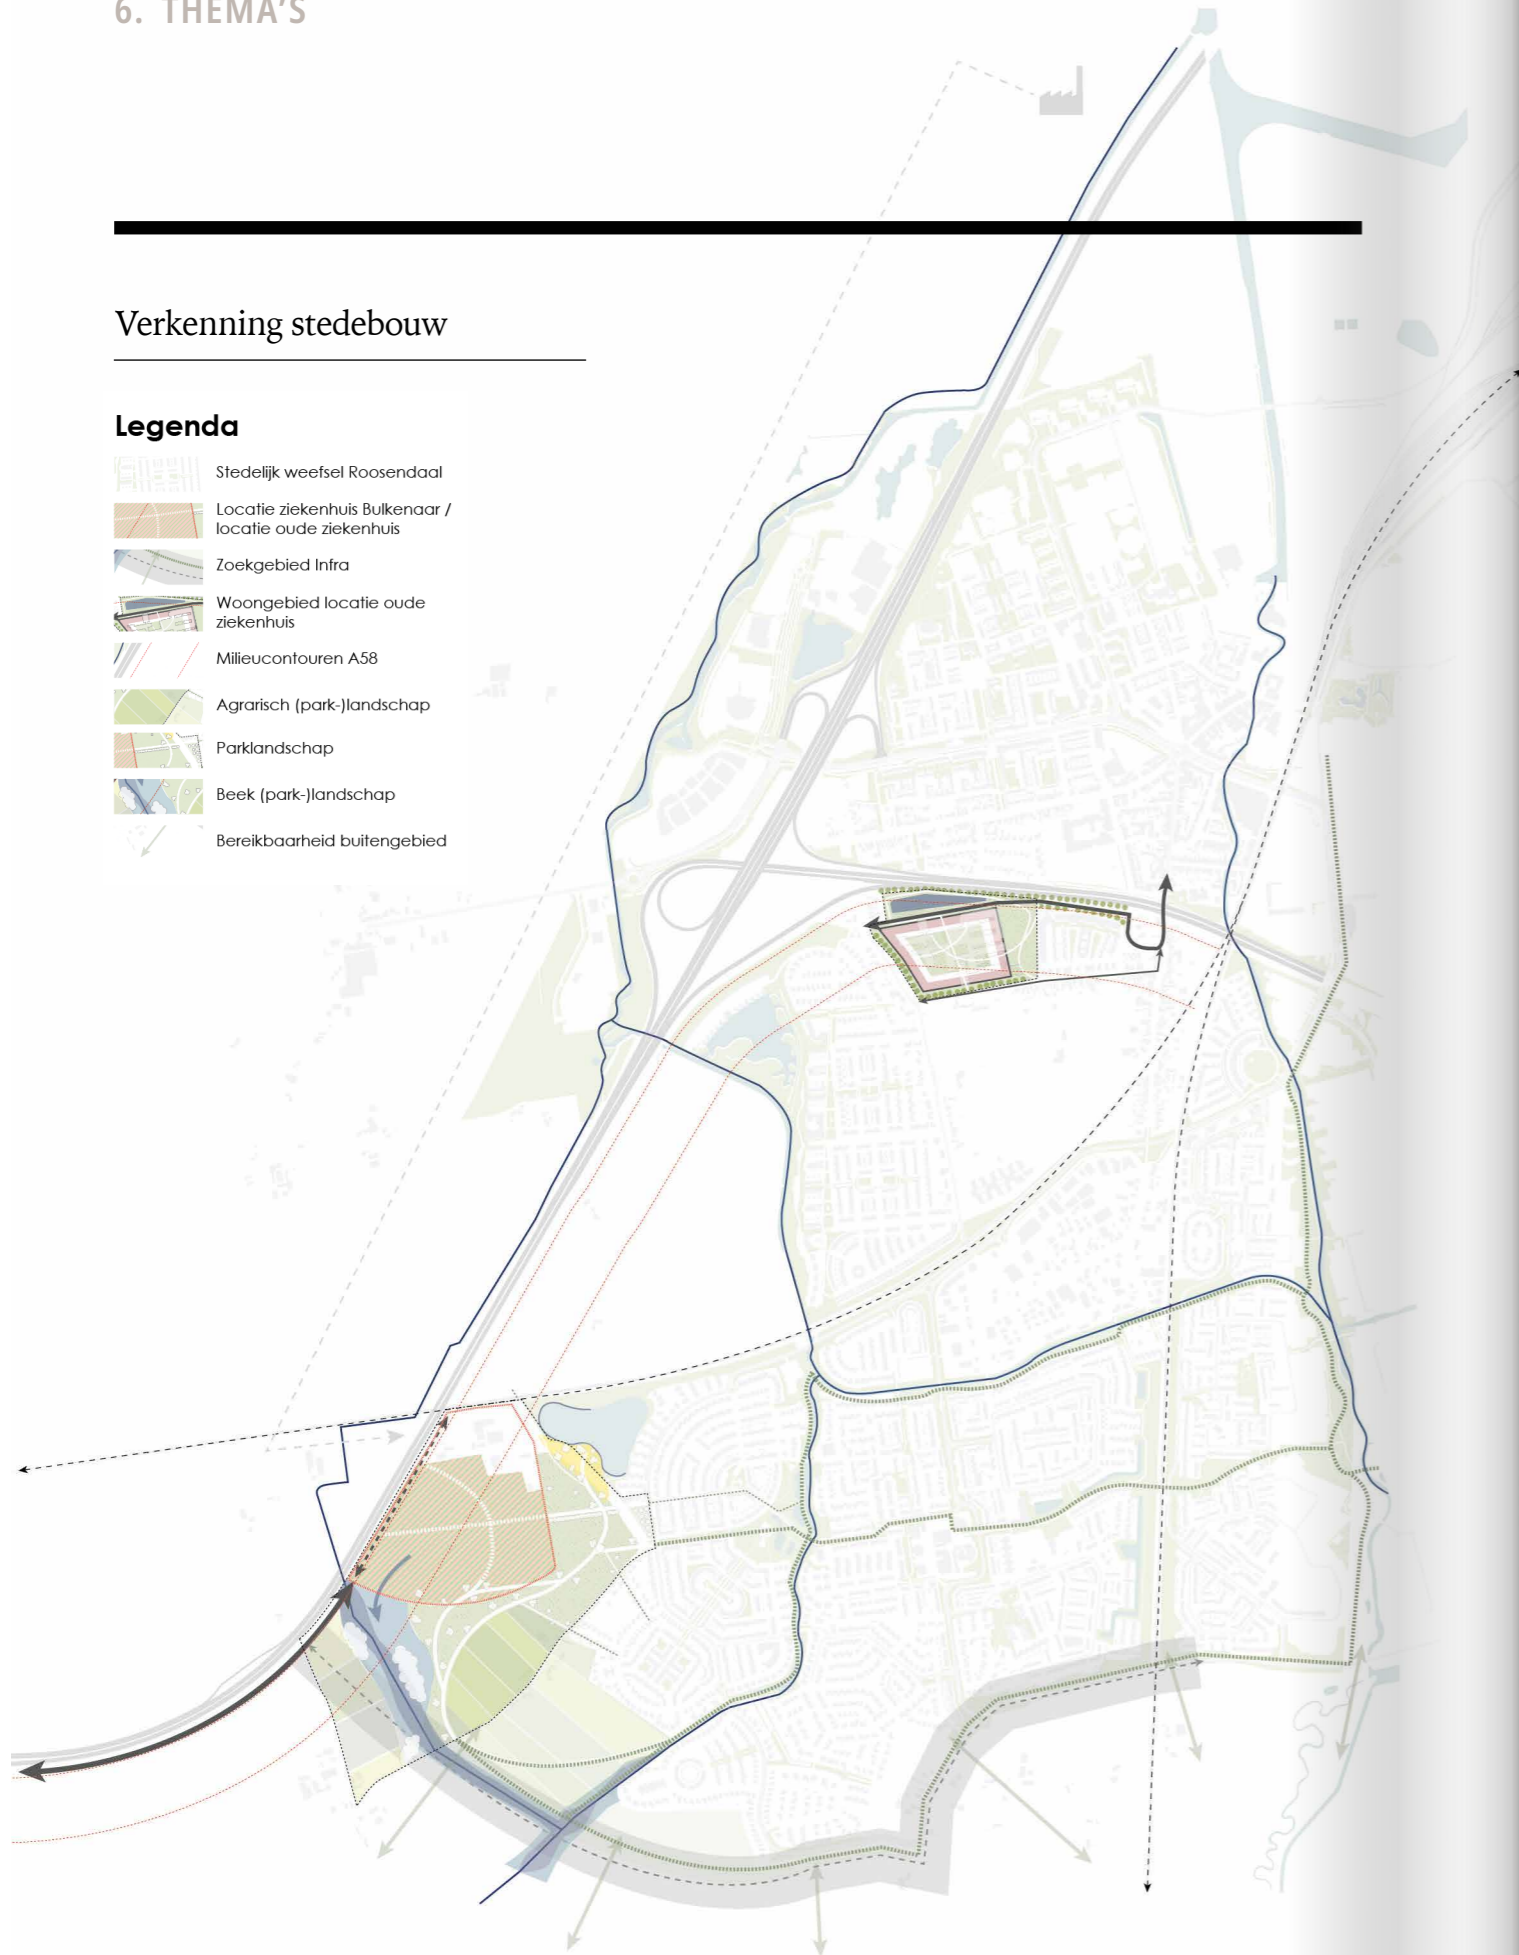 6. THEMA'S
Verkenning stedebouw
Legenda
Stedelijk weefsel Roosendaal
Locatie ziekenhuis Bulkenaar /
locatie oude ziekenhuis
Zoekgebied Infra
Woongebied locatie oude
ziekenhuis
Milieucontouren A58
Agrarisch (park-)landschap
Parklandschap
Beek (park-)landschap
Bereikbaarheid buitengebied